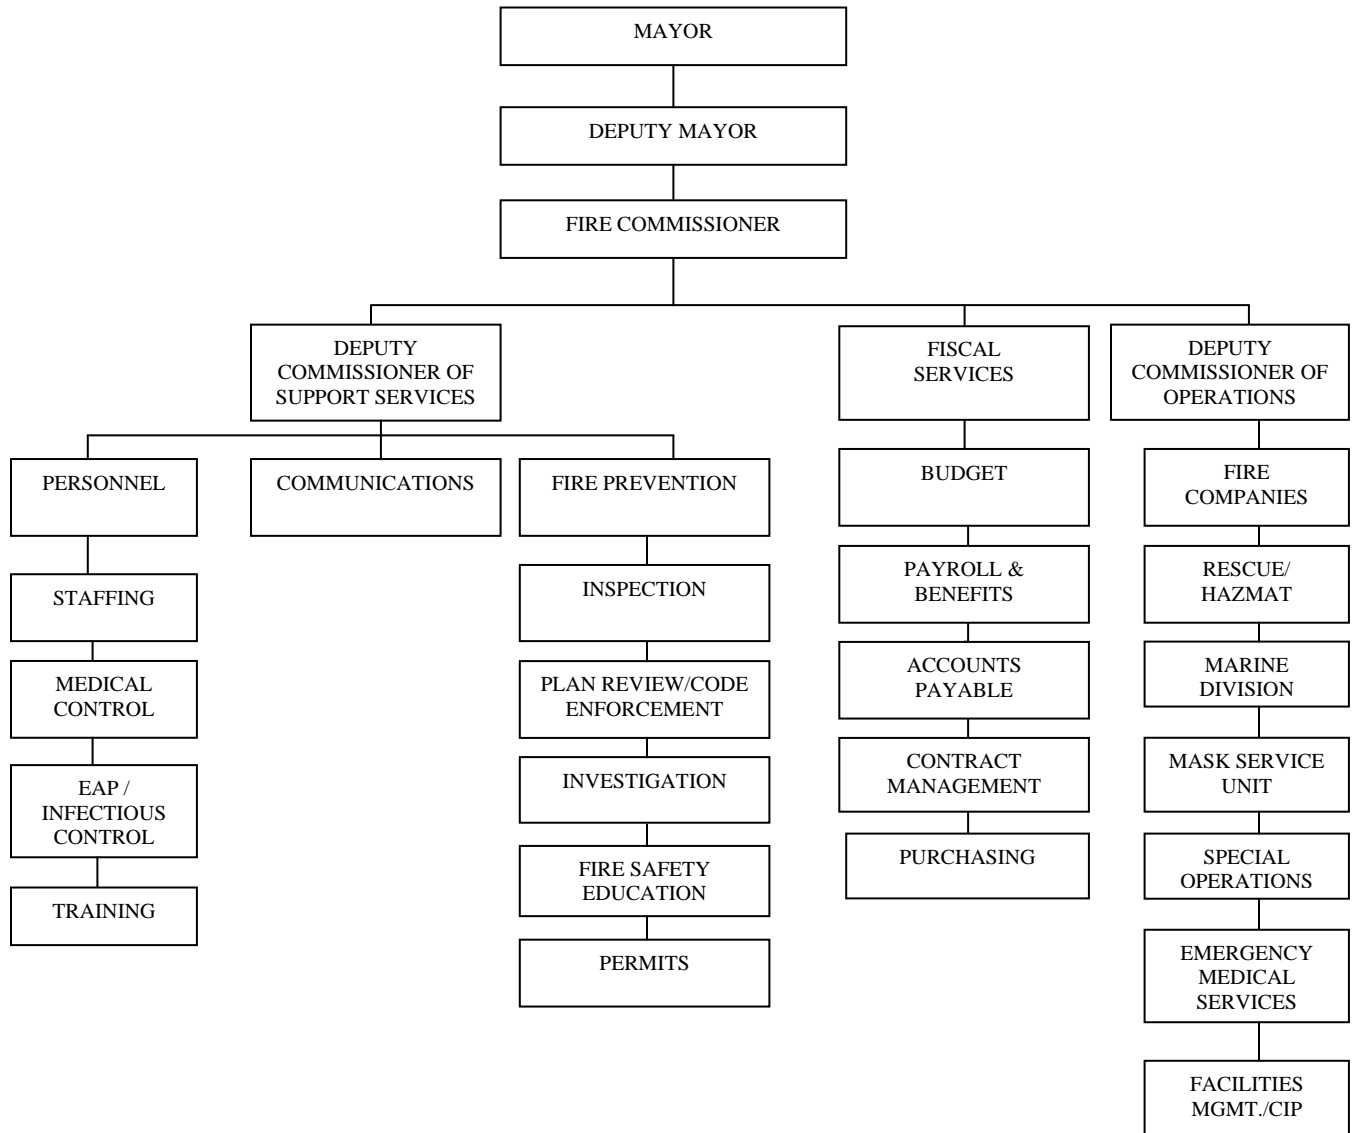 MAYOR
DEPUTY MAYOR
FIRE COMMISSIONER
DEPUTY
COMMISSIONER OF
SUPPORT SERVICES
FISCAL
SERVICES
DEPUTY
COMMISSIONER OF
OPERATIONS
PERSONNEL
COMMUNICATIONS
FIRE PREVENTION
BUDGET
FIRE
COMPANIES
STAFFING
INSPECTION
PAYROLL &
BENEFITS
RESCUE/
HAZMAT
MEDICAL
CONTROL
PLAN REVIEW/CODE
ENFORCEMENT
ACCOUNTS
PAYABLE
MARINE
DIVISION
EAP /
INFECTIOUS
CONTROL
INVESTIGATION
CONTRACT
MANAGEMENT
MASK SERVICE
UNIT
TRAINING
FIRE SAFETY
EDUCATION
PURCHASING
SPECIAL
OPERATIONS
PERMITS
EMERGENCY
MEDICAL
SERVICES
FACILITIES
MGMT./CIP